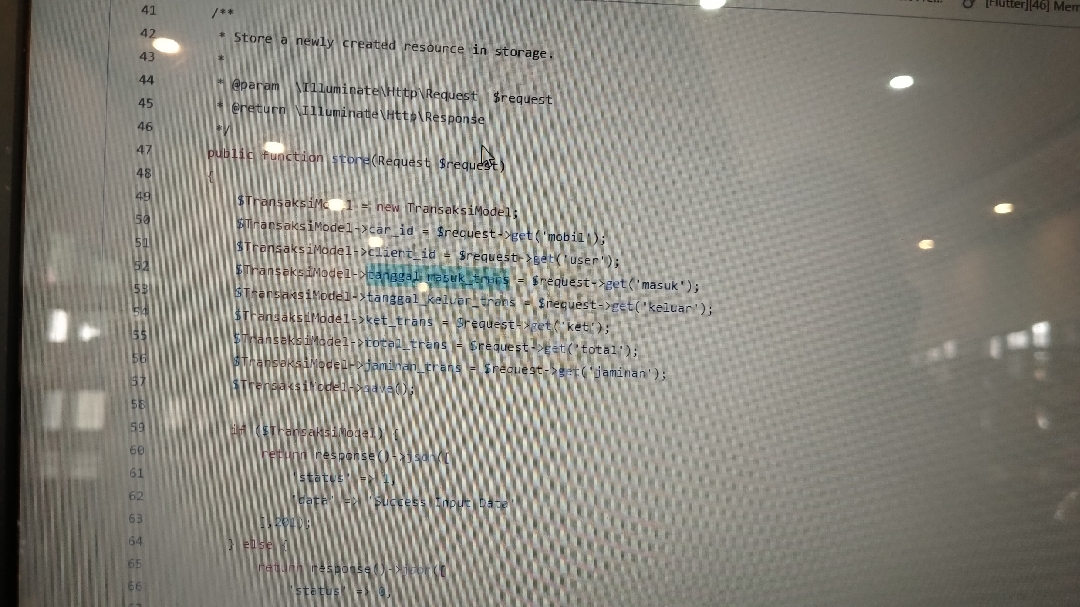 [Flutter][46] Mem
41 /**
42 * Store a newly created resource in storage.
43 *
44 * @param \Illuminate\Http\Request $request
45 * @return \Illuminate\Http\Response
46 */
47 public function store(Request $request)
48 {
49 $TransaksiModel = new TransaksiModel;
50 $TransaksiModel->car_id = $request->get('mobil');
51 $TransaksiModel->client_id = $request->get('user');
52 $TransaksiModel->tanggal_masuk_trans = $request->get('masuk');
53 $TransaksiModel->tanggal_keluar_trans = $request->get('keluar');
54 $TransaksiModel->ket_trans = $request->get('ket');
55 $TransaksiModel->total_trans = $request->get('total');
56 $TransaksiModel->jaminan_trans = $request->get('jaminan');
57 $TransaksiModel->save();
58
59 if ($TransaksiModel) {
60 return response()->json([
61 'status' => 1,
62 'data' => 'Success Input Date'
63 ],201);
64 } else {
65 return response()->json([
66 'status' => 0,